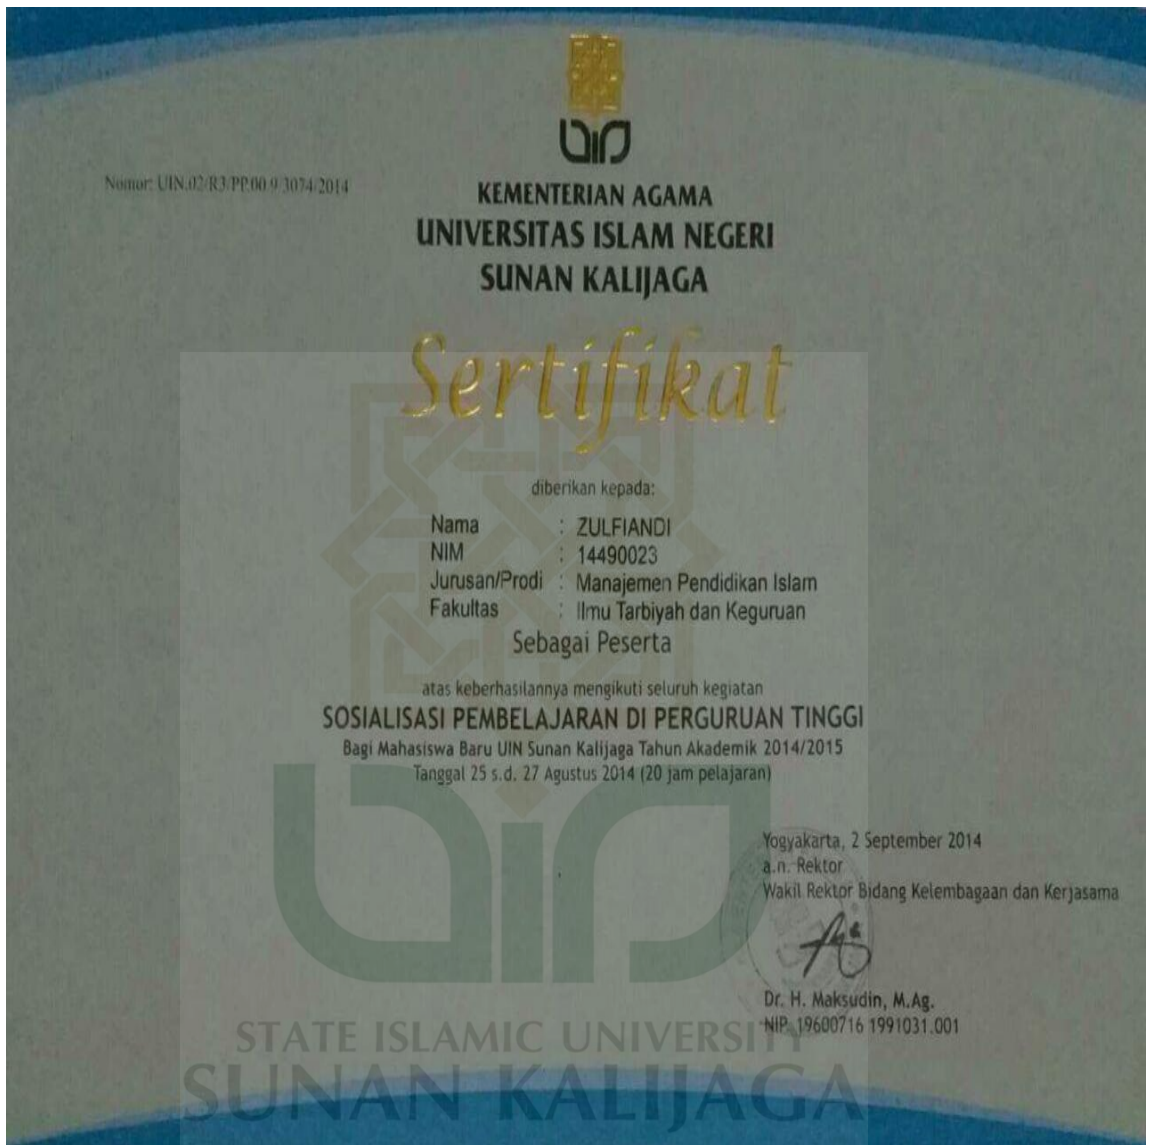 uin
Nomor: UIN.02/R3/PP.00.9/3074/2014
KEMENTERIAN AGAMA
UNIVERSITAS ISLAM NEGERI
SUNAN KALIJAGA
Sertifikat
diberikan kepada:
Nama : ZULFIANDI
NIM : 14490023
Jurusan/Prodi : Manajemen Pendidikan Islam
Fakultas : Ilmu Tarbiyah dan Keguruan
Sebagai Peserta
atas keberhasilannya mengikuti seluruh kegiatan
SOSIALISASI PEMBELAJARAN DI PERGURUAN TINGGI
Bagi Mahasiswa Baru UIN Sunan Kalijaga Tahun Akademik 2014/2015
Tanggal 25 s.d. 27 Agustus 2014 (20 jam pelajaran)
Yogyakarta, 2 September 2014
a.n. Rektor
Wakil Rektor Bidang Kelembagaan dan Kerjasama
Dr. H. Maksudin, M.Ag.
NIP. 19600716 1991031.001
uin
STATE ISLAMIC UNIVERSITY
SUNAN KALIJAGA